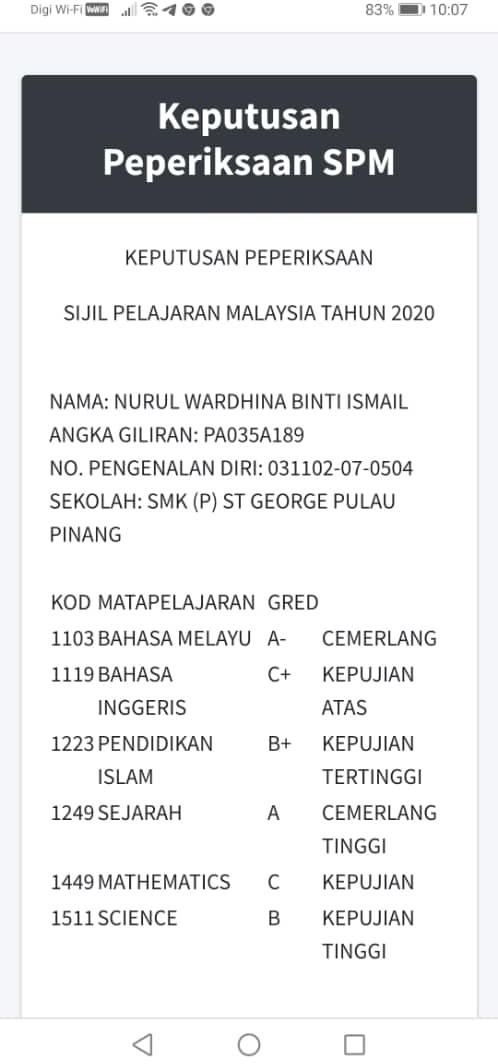 Digi Wi-Fi VoWiFi 83% 10:07
Keputusan
Peperiksaan SPM
KEPUTUSAN PEPERIKSAAN
SIJIL PELAJARAN MALAYSIA TAHUN 2020
NAMA: NURUL WARDHINA BINTI ISMAIL
ANGKA GILIRAN: PA035A189
NO. PENGENALAN DIRI: 031102-07-0504
SEKOLAH: SMK (P) ST GEORGE PULAU
PINANG
KOD MATAPELAJARAN GRED
1103 BAHASA MELAYU A- CEMERLANG
1119 BAHASA C+ KEPUJIAN
INGGERIS ATAS
1223 PENDIDIKAN B+ KEPUJIAN
ISLAM TERTINGGI
1249 SEJARAH A CEMERLANG
TINGGI
1449 MATHEMATICS C KEPUJIAN
1511 SCIENCE B KEPUJIAN
TINGGI